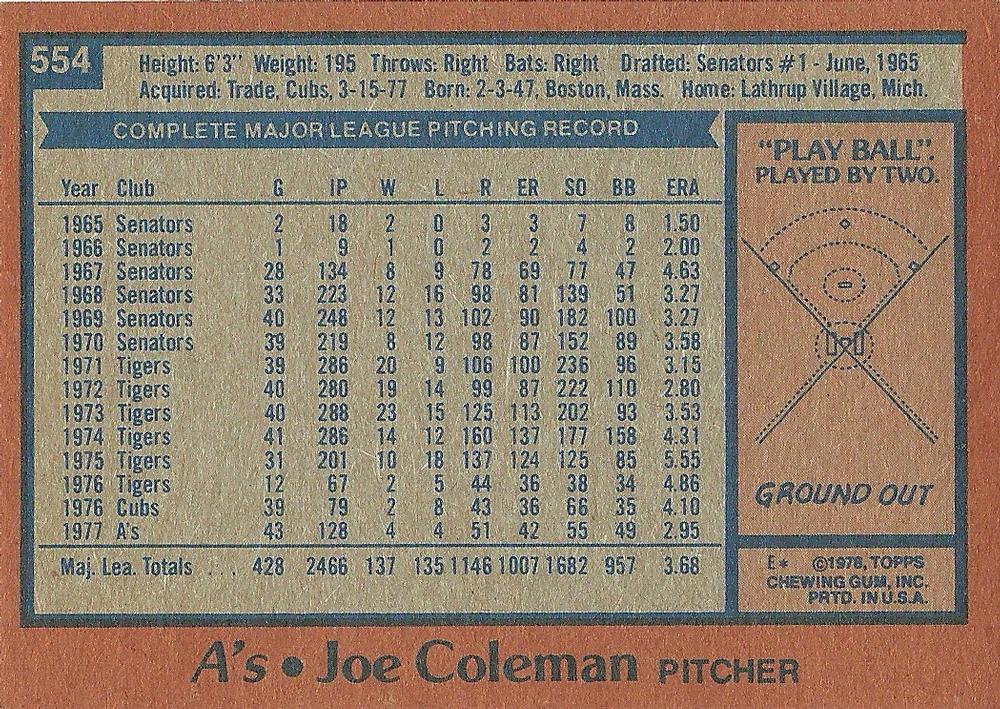 554
Height: 6'3" Weight: 195 Throws: Right Bats: Right Drafted: Senators #1 - June, 1965
Acquired: Trade, Cubs, 3-15-77 Born: 2-3-47, Boston, Mass. Home: Lathrup Village, Mich.
COMPLETE MAJOR LEAGUE PITCHING RECORD
Year Club G IP W L R ER SO BB ERA
1965 Senators 2 18 2 0 3 3 7 8 1.50
1966 Senators 1 9 1 0 2 2 4 2 2.00
1967 Senators 28 134 8 9 78 69 77 47 4.63
1968 Senators 33 223 12 16 98 81 139 51 3.27
1969 Senators 40 248 12 13 102 90 182 100 3.27
1970 Senators 39 219 8 12 98 87 152 89 3.58
1971 Tigers 39 286 20 9 106 100 236 96 3.15
1972 Tigers 40 280 19 14 99 87 222 110 2.80
1973 Tigers 40 288 23 15 125 113 202 93 3.53
1974 Tigers 41 286 14 12 160 137 177 158 4.31
1975 Tigers 31 201 10 18 137 124 125 85 5.55
1976 Tigers 12 67 2 5 44 36 38 34 4.86
1976 Cubs 39 79 2 8 43 36 66 35 4.10
1977 A's 43 128 4 4 51 42 55 49 2.95
Maj. Lea. Totals ... 428 2466 137 135 1146 1007 1682 957 3.68
"PLAY BALL".
PLAYED BY TWO.
GROUND OUT
E* ©1978, TOPPS
CHEWING GUM, INC.
PRTD. IN U.S.A.
A's • Joe Coleman PITCHER